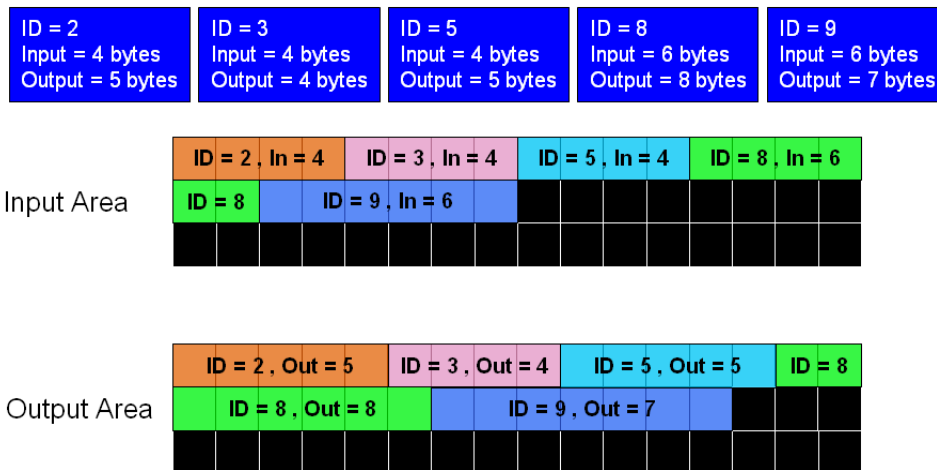 ID = 2
Input = 4 bytes
Output = 5 bytes
ID = 3
Input = 4 bytes
Output = 4 bytes
ID = 5
Input = 4 bytes
Output = 5 bytes
ID = 8
Input = 6 bytes
Output = 8 bytes
ID = 9
Input = 6 bytes
Output = 7 bytes
Input Area
ID = 2 , In = 4
ID = 3 , In = 4
ID = 5 , In = 4
ID = 8 , In = 6
ID = 8
ID = 9 , In = 6
Output Area
ID = 2 , Out = 5
ID = 3 , Out = 4
ID = 5 , Out = 5
ID = 8
ID = 8 , Out = 8
ID = 9 , Out = 7